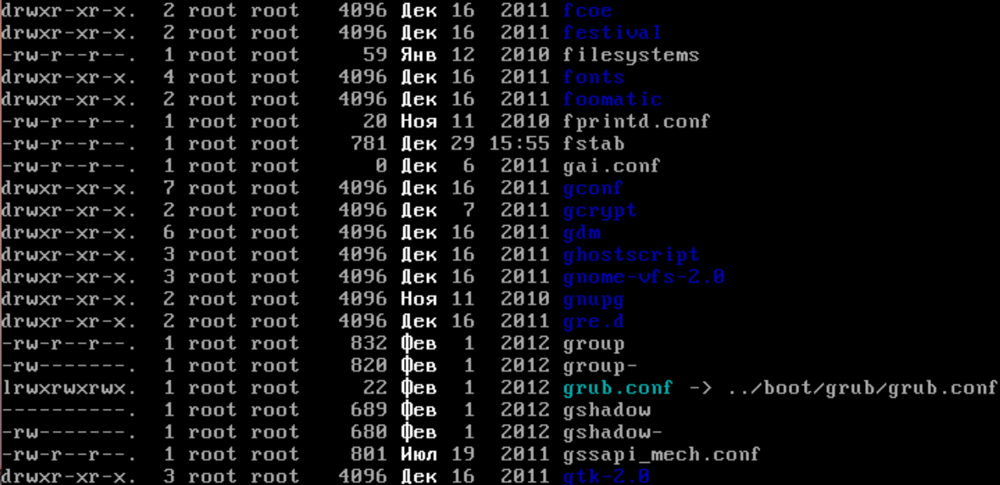 drwxr-xr-x. 2 root root 4096 Дек 16 2011 fcoe
drwxr-xr-x. 2 root root 4096 Дек 16 2011 festival
-rw-r--r--. 1 root root 59 Янв 12 2010 filesystems
drwxr-xr-x. 4 root root 4096 Дек 16 2011 fonts
drwxr-xr-x. 2 root root 4096 Дек 16 2011 foomatic
-rw-r--r--. 1 root root 20 Ноя 11 2010 fprintd.conf
-rw-r--r--. 1 root root 781 Дек 29 15:55 fstab
-rw-r--r--. 1 root root 0 Дек 6 2011 gai.conf
drwxr-xr-x. 7 root root 4096 Дек 16 2011 gconf
drwxr-xr-x. 2 root root 4096 Дек 7 2011 gcrypt
drwxr-xr-x. 6 root root 4096 Дек 16 2011 gdm
drwxr-xr-x. 3 root root 4096 Дек 16 2011 ghostscript
drwxr-xr-x. 3 root root 4096 Дек 16 2011 gnome-vfs-2.0
drwxr-xr-x. 2 root root 4096 Ноя 11 2010 gnupg
drwxr-xr-x. 2 root root 4096 Дек 16 2011 gre.d
-rw-r--r--. 1 root root 832 Фев 1 2012 group
-rw-------. 1 root root 820 Фев 1 2012 group-
lrwxrwxrwx. 1 root root 22 Фев 1 2012 grub.conf -> ../boot/grub/grub.conf
----------. 1 root root 689 Фев 1 2012 gshadow
-rw-------. 1 root root 680 Фев 1 2012 gshadow-
-rw-r--r--. 1 root root 801 Июл 19 2011 gssapi_mech.conf
drwxr-xr-x. 3 root root 4096 Дек 16 2011 gtk-2.0